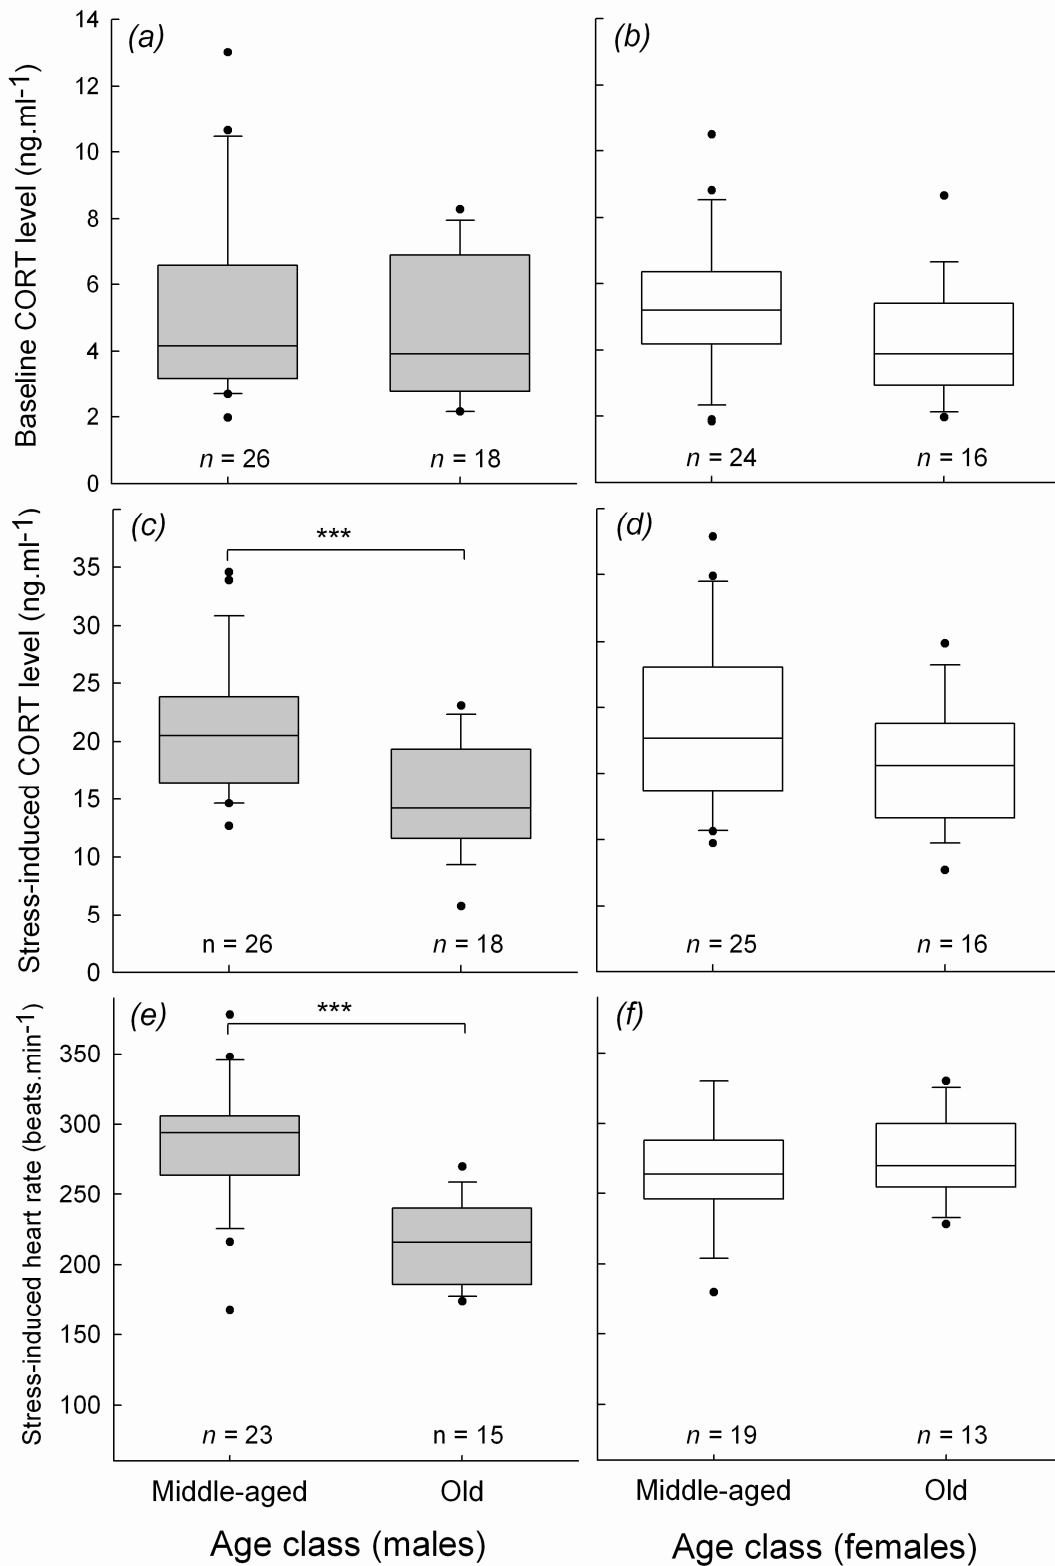 (a)
(b)
Baseline CORT level (ng.ml-1)
14
12
10
8
6
4
2
0
n = 26
n = 18
n = 24
n = 16
(c)
(d)
***
Stress-induced CORT level (ng.ml-1)
35
30
25
20
15
10
5
0
n = 26
n = 18
n = 25
n = 16
(e)
(f)
***
Stress-induced heart rate (beats.min-1)
350
300
250
200
150
100
n = 23
n = 15
n = 19
n = 13
Middle-aged
Old
Middle-aged
Old
Age class (males)
Age class (females)